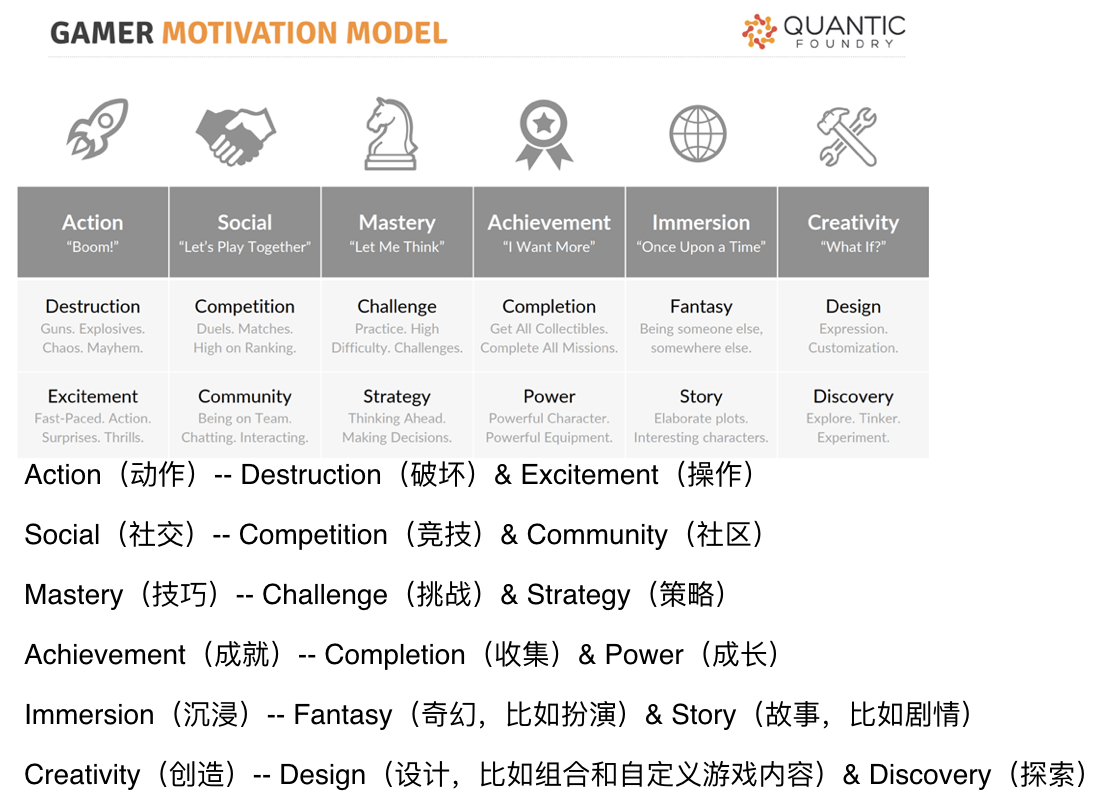 GAMER MOTIVATION MODEL
QUANTIC
FOUNDRY
Action
“Boom!”
Social
“Let’s Play Together”
Mastery
“Let Me Think”
Achievement
“I Want More”
Immersion
“Once Upon a Time”
Creativity
“What If?”
Destruction
Guns. Explosives.
Chaos. Mayhem.
Competition
Duels. Matches.
High on Ranking.
Challenge
Practice. High
Difficulty. Challenges.
Completion
Get All Collectibles.
Complete All Missions.
Fantasy
Being someone else,
somewhere else.
Design
Expression.
Customization.
Excitement
Fast-Paced. Action.
Surprises. Thrills.
Community
Being on Team.
Chatting. Interacting.
Strategy
Thinking Ahead.
Making Decisions.
Power
Powerful Character.
Powerful Equipment.
Story
Elaborate plots.
Interesting characters.
Discovery
Explore. Tinker.
Experiment.
Action（动作）-- Destruction（破坏）& Excitement（操作）
Social（社交）-- Competition（竞技）& Community（社区）
Mastery（技巧）-- Challenge（挑战）& Strategy（策略）
Achievement（成就）-- Completion（收集）& Power（成长）
Immersion（沉浸）-- Fantasy（奇幻，比如扮演）& Story（故事，比如剧情）
Creativity（创造）-- Design（设计，比如组合和自定义游戏内容）& Discovery（探索）